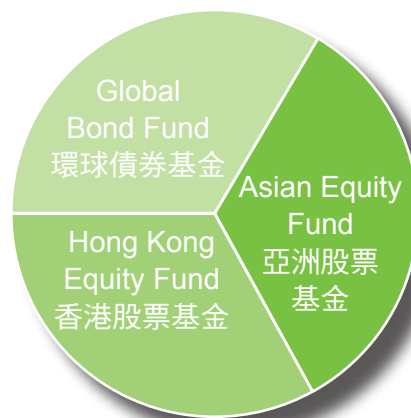 Global
Bond Fund
環球債券基金
Asian Equity
Fund
亞洲股票
基金
Hong Kong
Equity Fund
香港股票基金